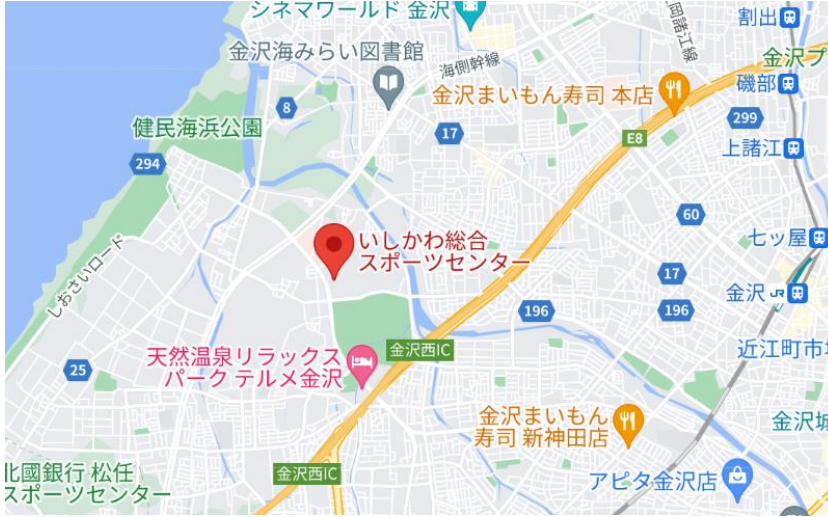 シネマワールド 金沢
割出
岡諸江線
金沢海みらい図書館
海側幹線
金沢プ
磯部
金沢まいもん寿司 本店
8
健民海浜公園
17
299
E8
上諸江
294
60
いしかわ総合
スポーツセンター
七ッ屋
しおさいロード
17
金沢 JR
196
196
天然温泉リラックス
パーク テルメ金沢
金沢西IC
近江町市場
25
金沢まいもん
寿司 新神田店
金沢城
北國銀行 松任
スポーツセンター
金沢西IC
アピタ金沢店